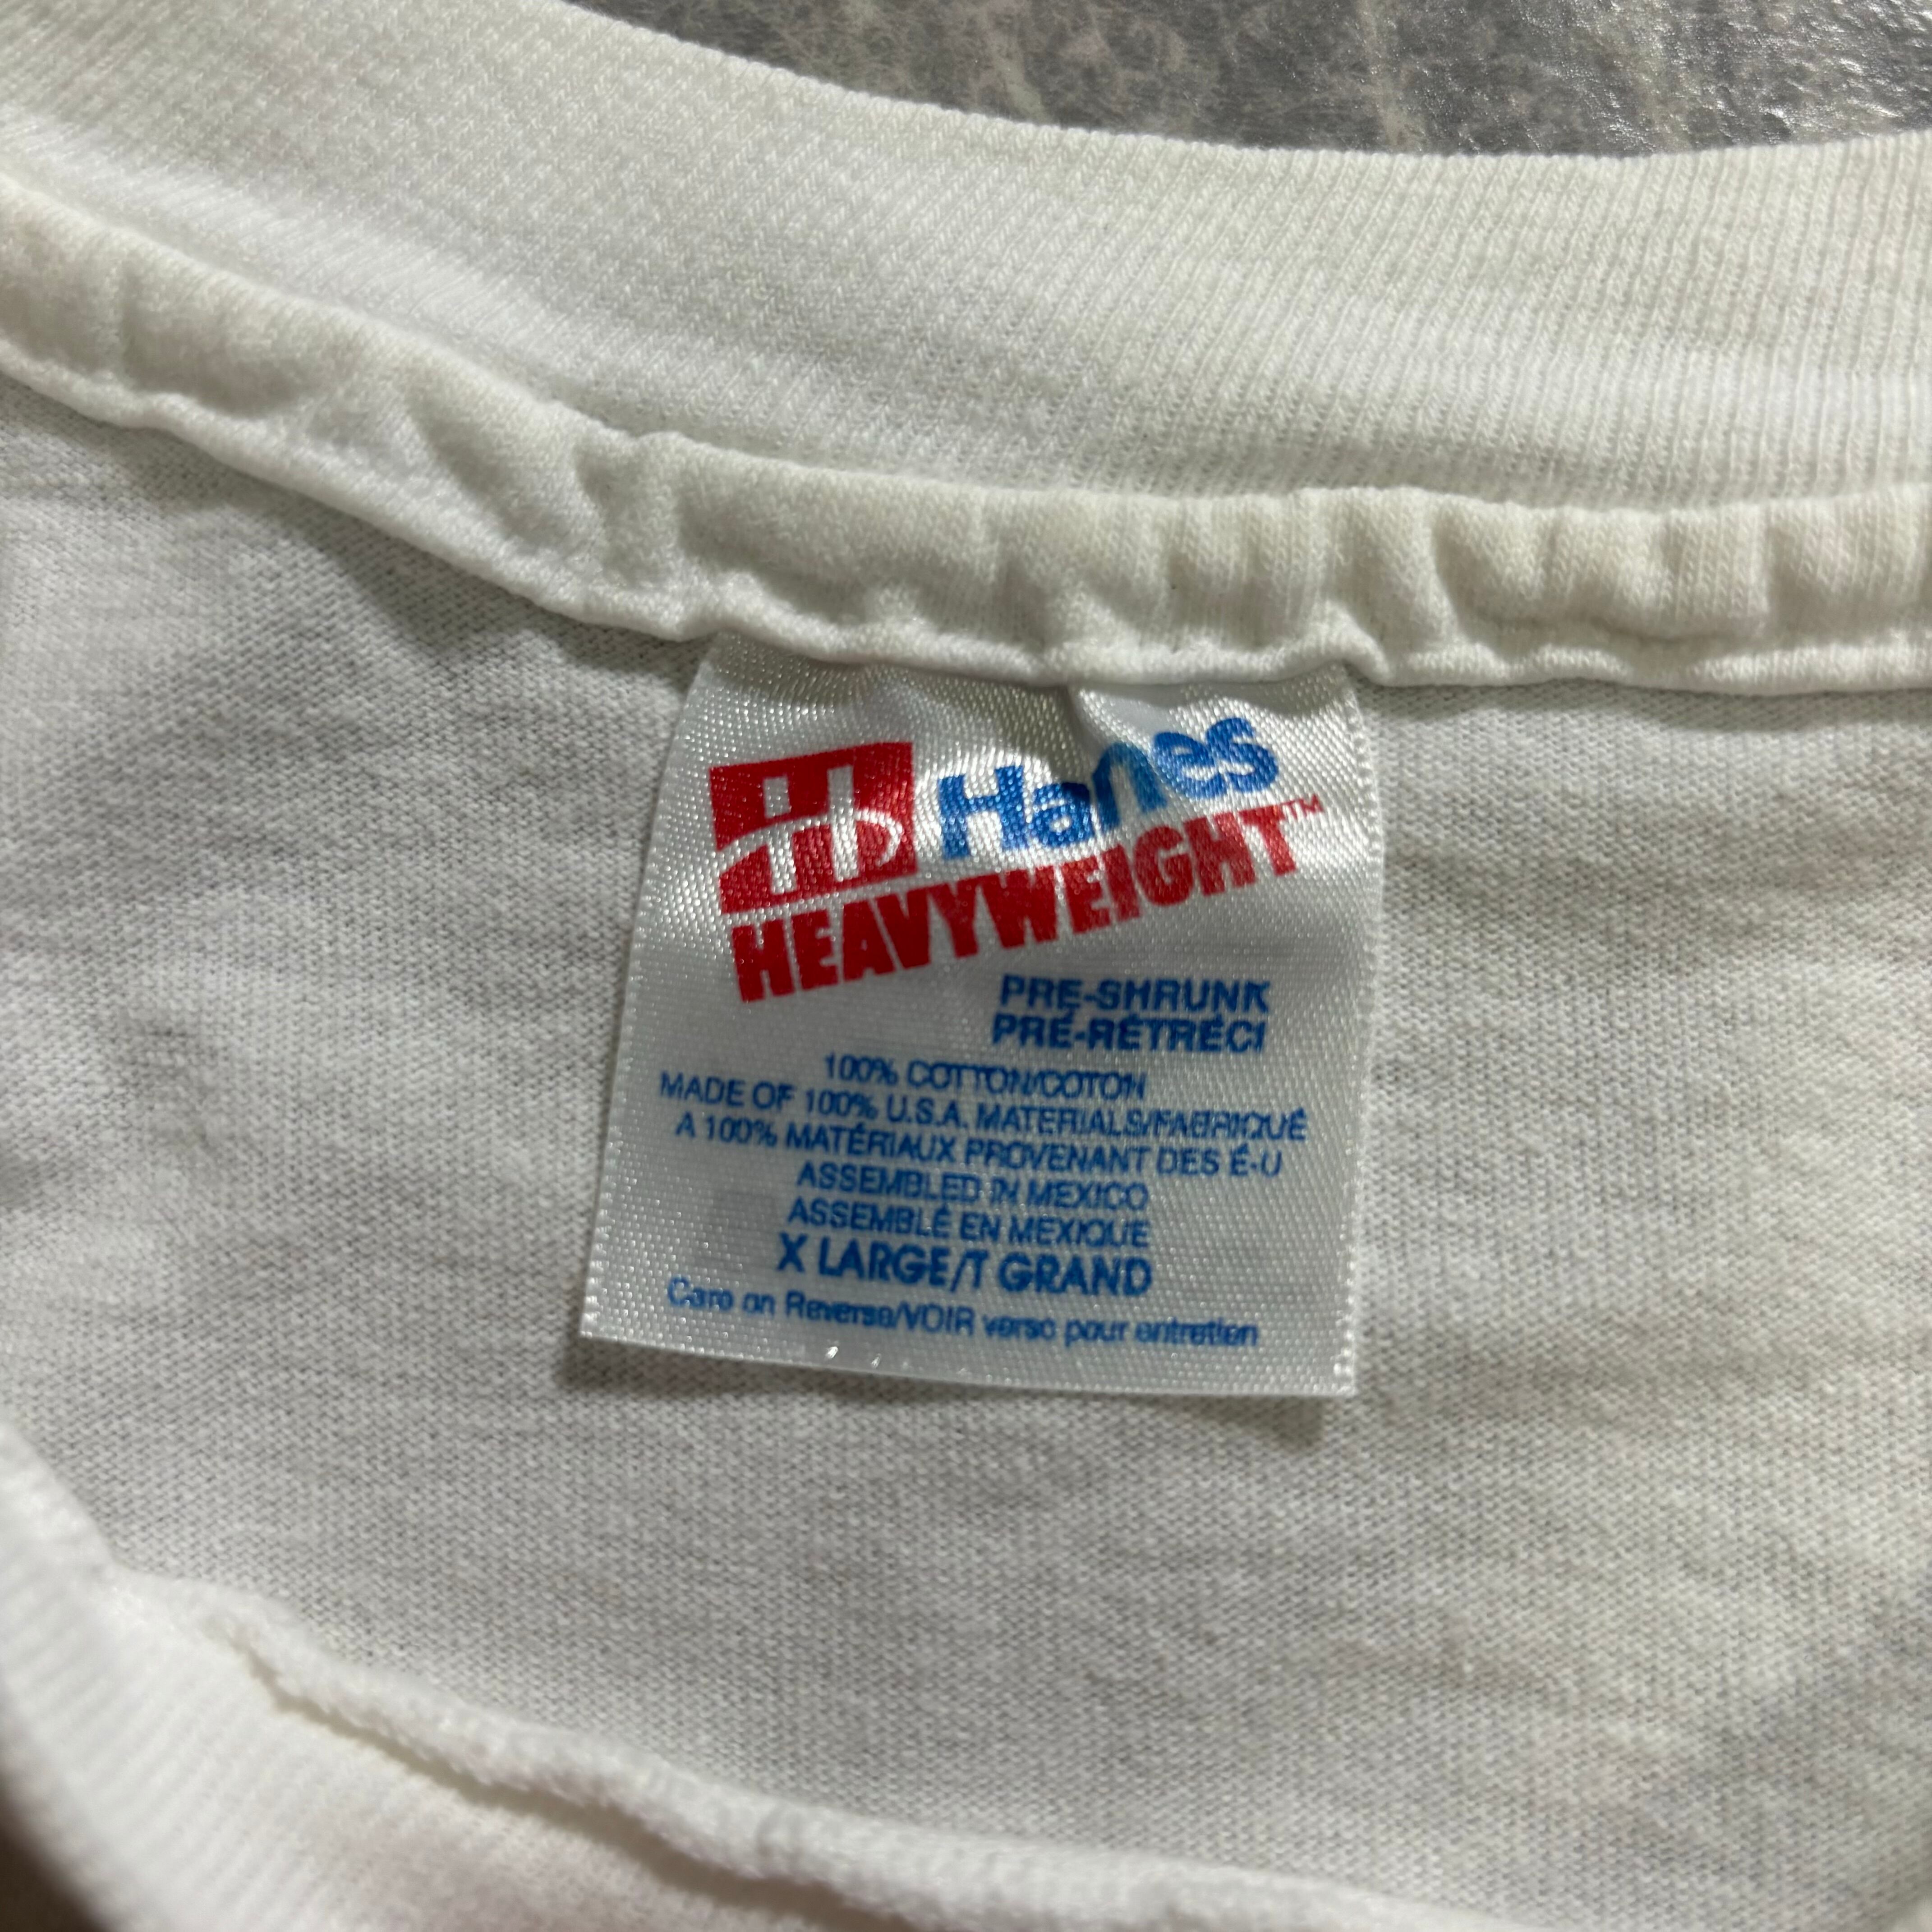 H Hanes
HEAVYWEIGHT™
PRE-SHRUNK
PRÉ-RÉTRÉCI
100% COTTON/COTON
MADE OF 100% U.S.A. MATERIALS/FABRIQUÉ
A 100% MATÉRIAUX PROVENANT DES É-U
ASSEMBLED IN MEXICO
ASSEMBLÉ EN MEXIQUE
X LARGE/T GRAND
Care on Reverse/VOIR verso pour entretien